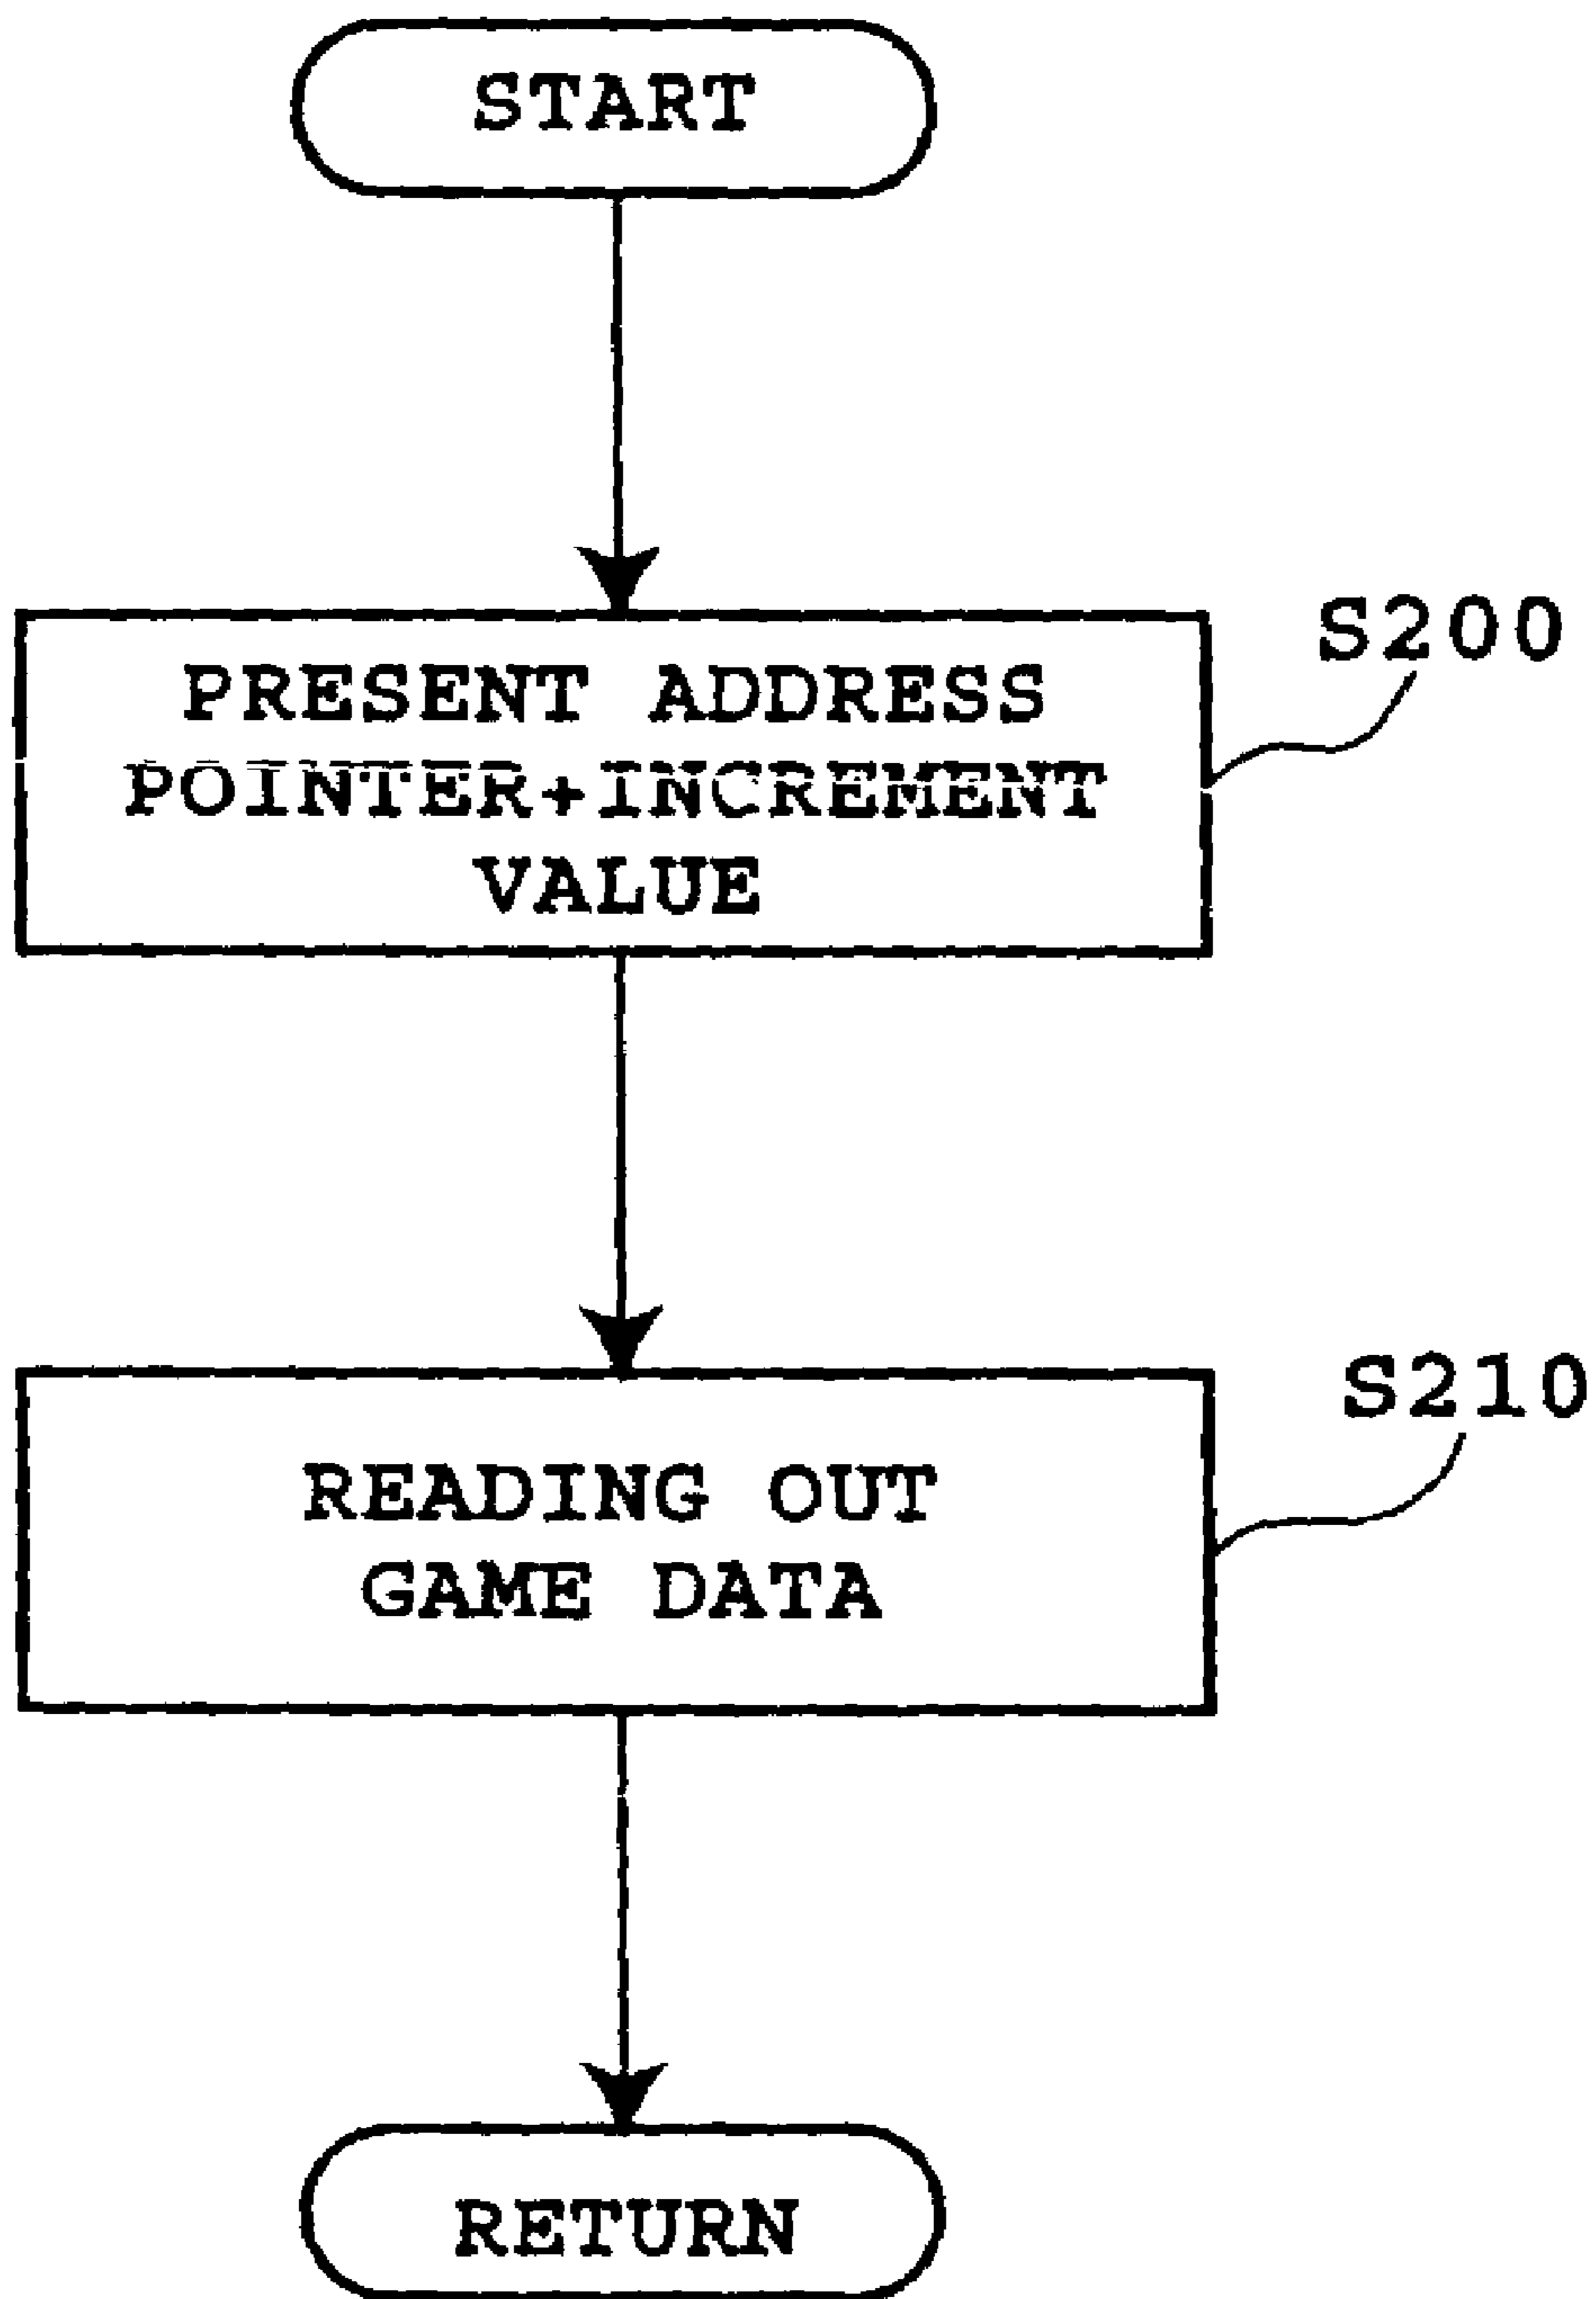 START
S200
PRESENT ADDRESS
POINTER+INCREMENT
VALUE
S210
READING OUT
GAME DATA
RETURN